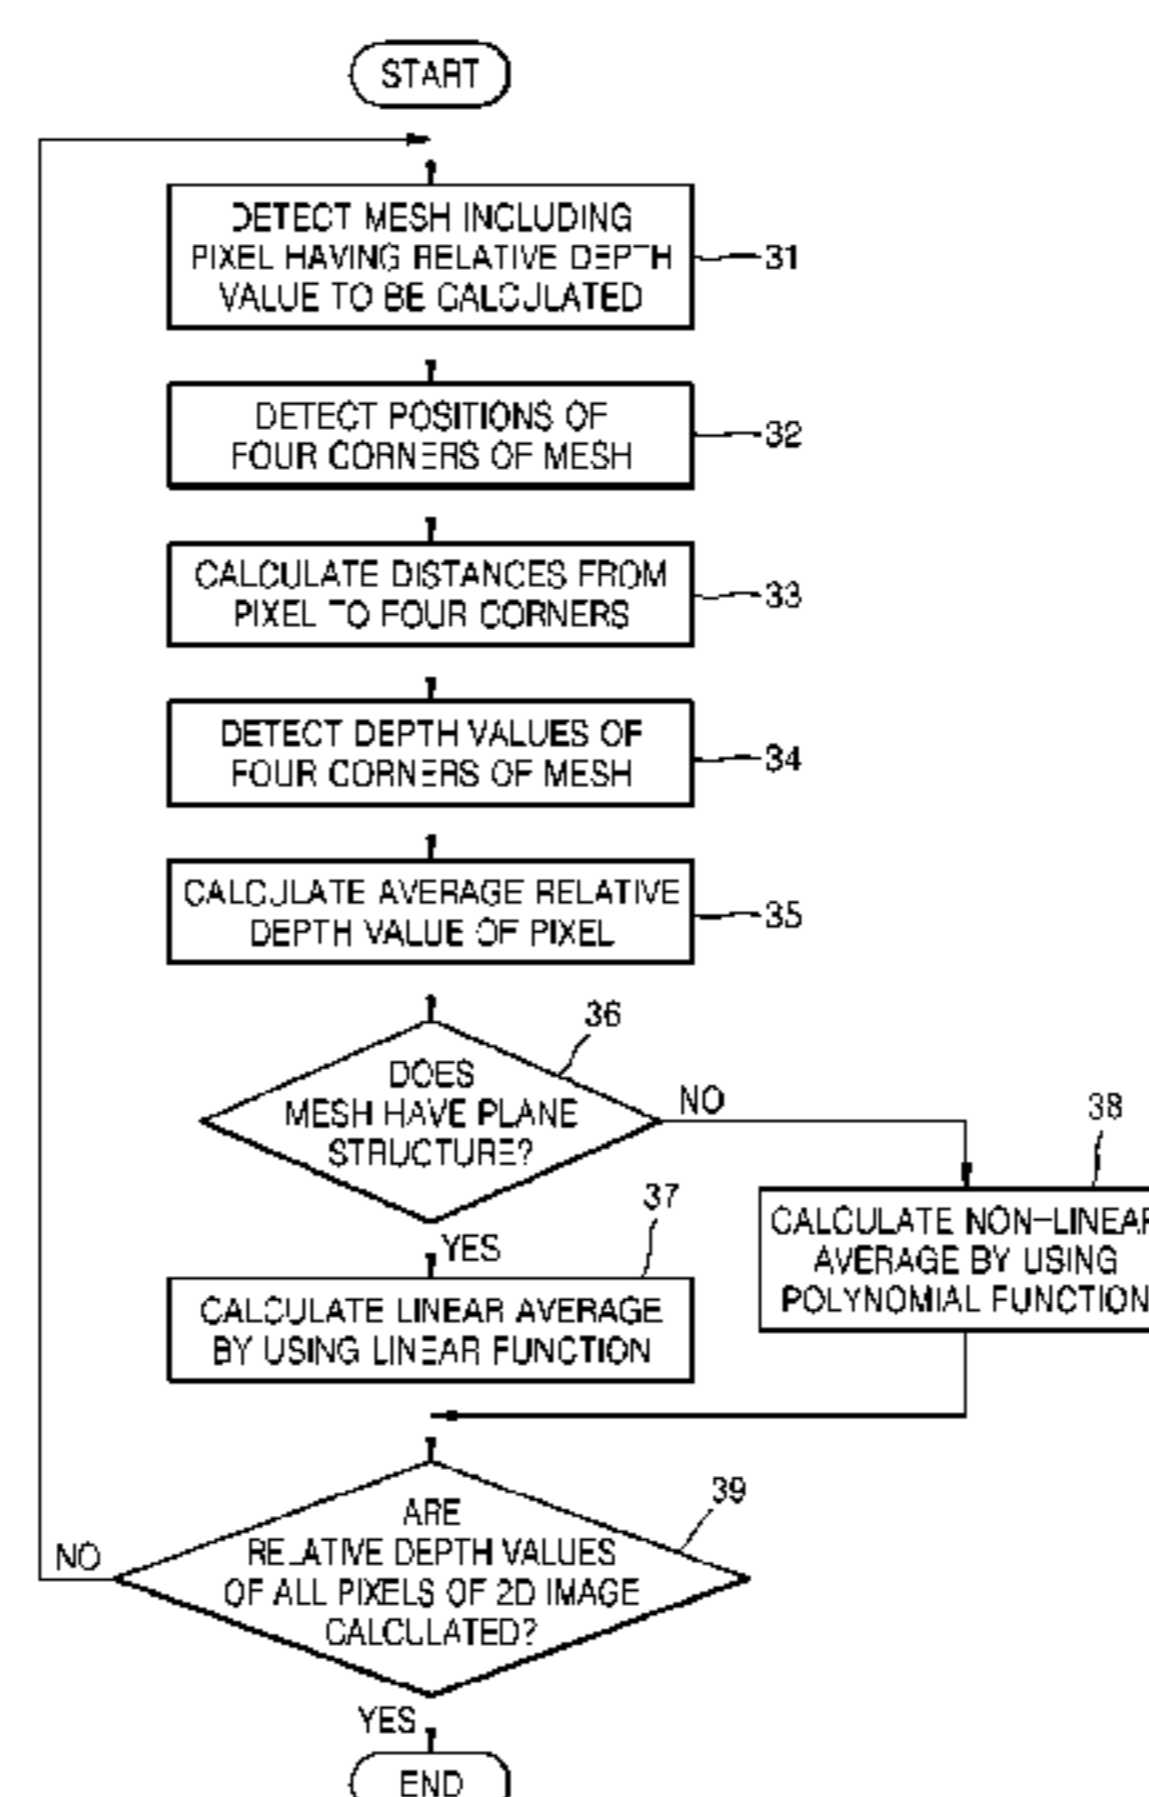 START
DETECT MESH INCLUDING
PIXEL HAVING RELATIVE DEPTH
VALUE TO BE CALCULATED
31
DETECT POSITIONS OF
FOUR CORNERS OF MESH
32
CALCULATE DISTANCES FROM
PIXEL TO FOUR CORNERS
33
DETECT DEPTH VALUES OF
FOUR CORNERS OF MESH
34
CALCULATE AVERAGE RELATIVE
DEPTH VALUE OF PIXEL
35
36
DOES
MESH HAVE PLANE
STRUCTURE?
NO
38
CALCULATE NON-LINEAR
AVERAGE BY USING
POLYNOMIAL FUNCTION
YES
37
CALCULATE LINEAR AVERAGE
BY USING LINEAR FUNCTION
39
ARE
RELATIVE DEPTH VALUES
OF ALL PIXELS OF 2D IMAGE
CALCULATED?
NO
YES
END